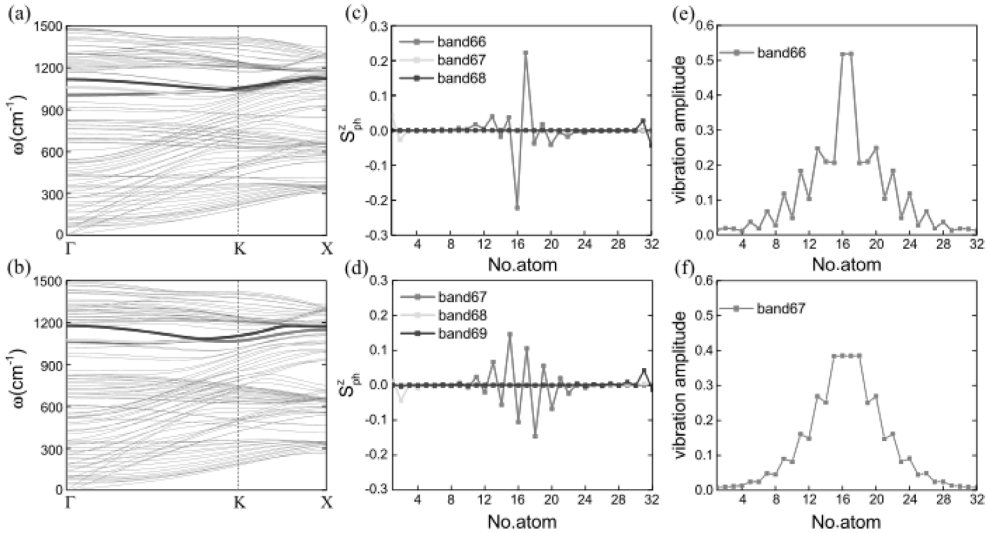 (a)
1500
1200
900
600
300
0
ω(cm⁻¹)
Γ
K
X
(c)
0.3
0.2
0.1
0.0
-0.1
-0.2
-0.3
S^z_ph
band66
band67
band68
4 8 12 16 20 24 28 32
No.atom
(e)
0.6
0.5
0.4
0.3
0.2
0.1
0.0
vibration amplitude
band66
4 8 12 16 20 24 28 32
No.atom
(b)
1500
1200
900
600
300
0
ω(cm⁻¹)
Γ
K
X
(d)
0.3
0.2
0.1
0.0
-0.1
-0.2
-0.3
S^z_ph
band67
band68
band69
4 8 12 16 20 24 28 32
No.atom
(f)
0.6
0.5
0.4
0.3
0.2
0.1
0.0
vibration amplitude
band67
4 8 12 16 20 24 28 32
No.atom